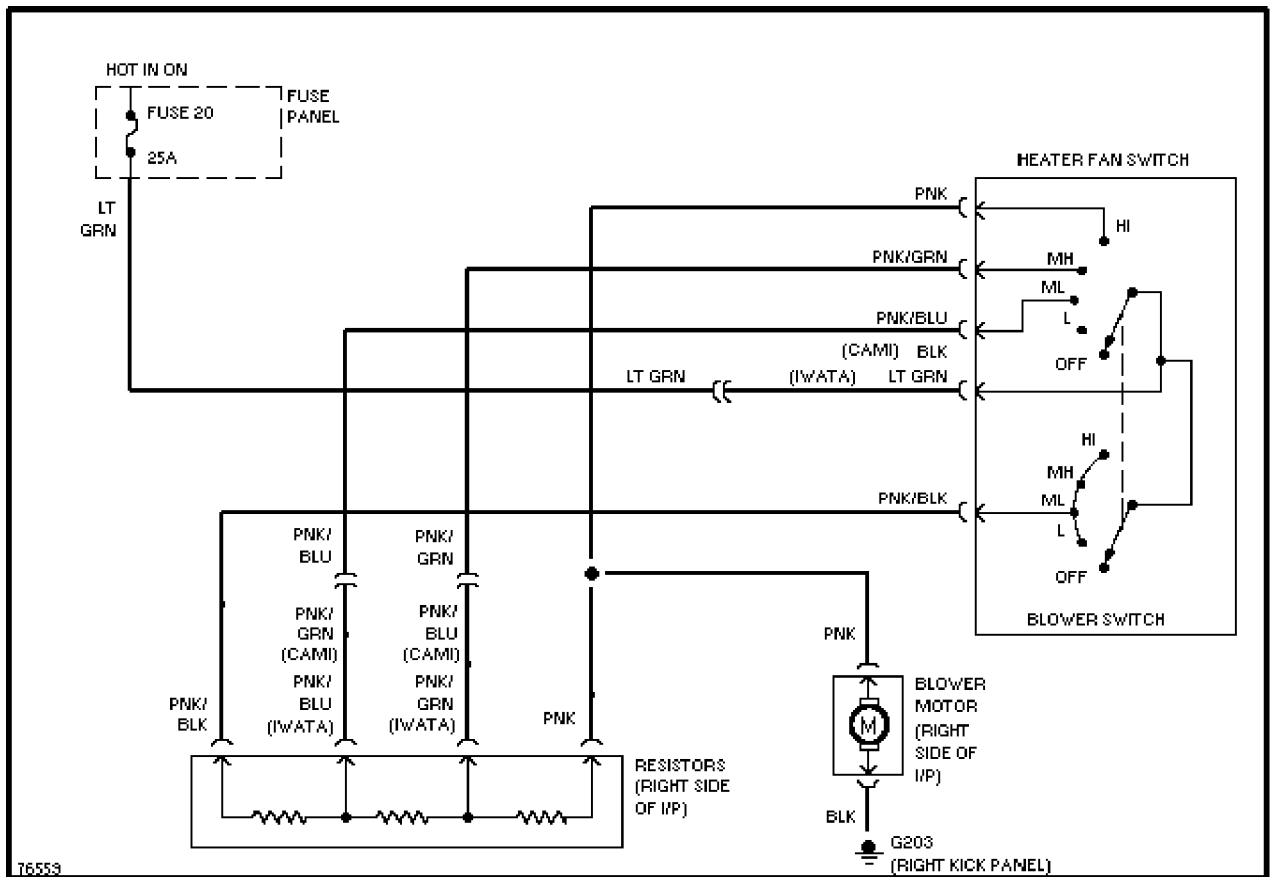 HOT IN ON
FUSE 20
25A
FUSE
PANEL
LT
GRN
HEATER FAN SWITCH
PNK
HI
PNK/GRN
MH
ML
PNK/BLU
L
(CAMI) BLK
OFF
LT GRN
(IWATA) LT GRN
HI
MH
PNK/BLK
ML
L
OFF
BLOWER SWITCH
PNK/
BLU
PNK/
GRN
PNK/
GRN
(CAMI)
PNK/
BLU
(CAMI)
PNK/
BLK
PNK/
BLU
(IWATA)
PNK/
GRN
(IWATA)
PNK
PNK
BLOWER
MOTOR
(RIGHT
SIDE OF
I/P)
M
RESISTORS
(RIGHT SIDE
OF I/P)
BLK
G203
(RIGHT KICK PANEL)
76553